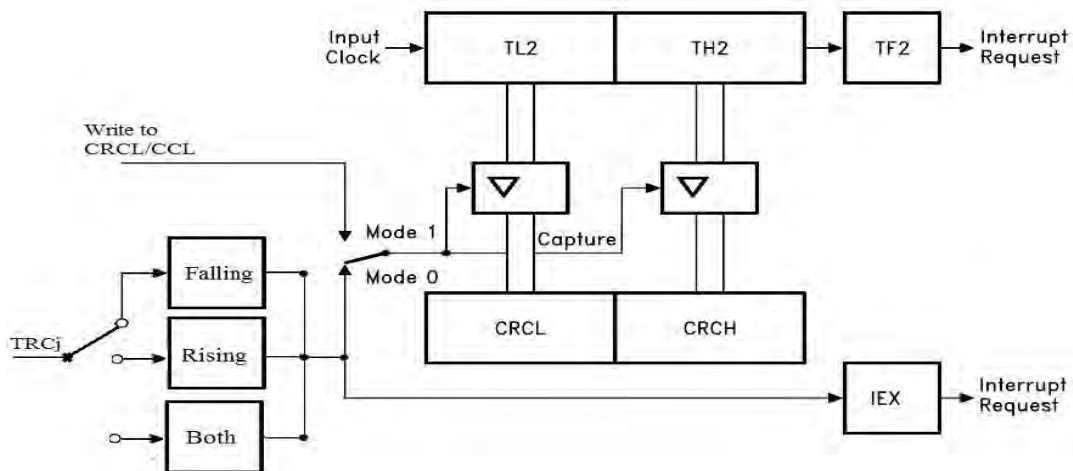 Input
Clock
TL2
TH2
TF2
Interrupt
Request
Write to
CRCL/CCL
Mode 1
Capture
Mode 0
Falling
TRCj
Rising
Both
CRCL
CRCH
IEX
Interrupt
Request